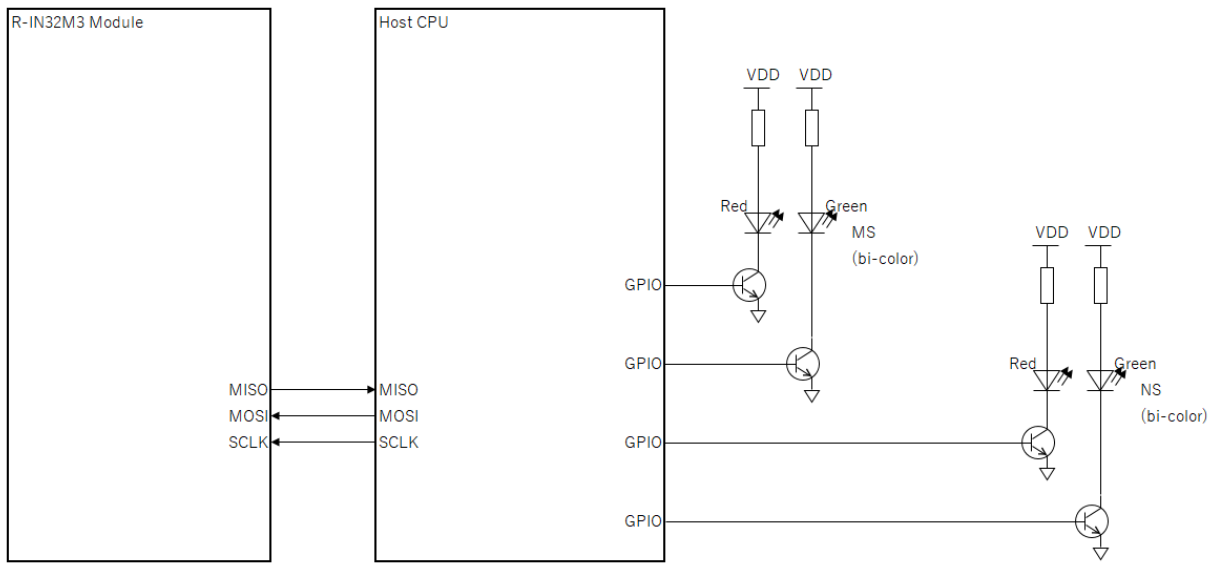 R-IN32M3 Module
Host CPU
VDD
VDD
Red
Green
MS
(bi-color)
VDD
VDD
GPIO
GPIO
Red
Green
NS
(bi-color)
MISO
MISO
MOSI
MOSI
SCLK
SCLK
GPIO
GPIO